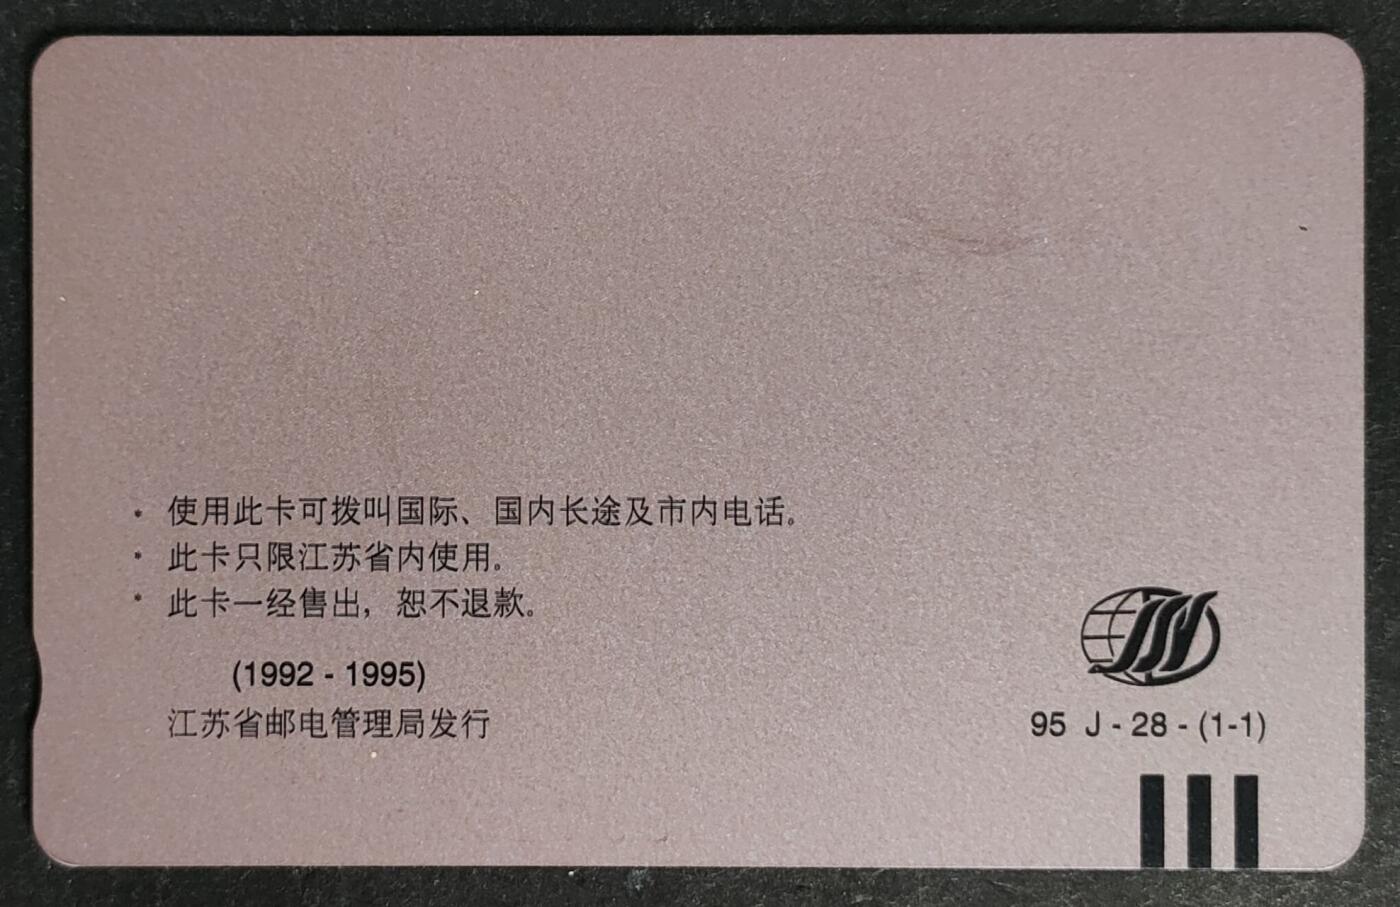 · 使用此卡可拨叫国际、国内长途及市内电话。
· 此卡只限江苏省内使用。
· 此卡一经售出，恕不退款。
(1992 - 1995)
江苏省邮电管理局发行
95 J - 28 - (1-1)